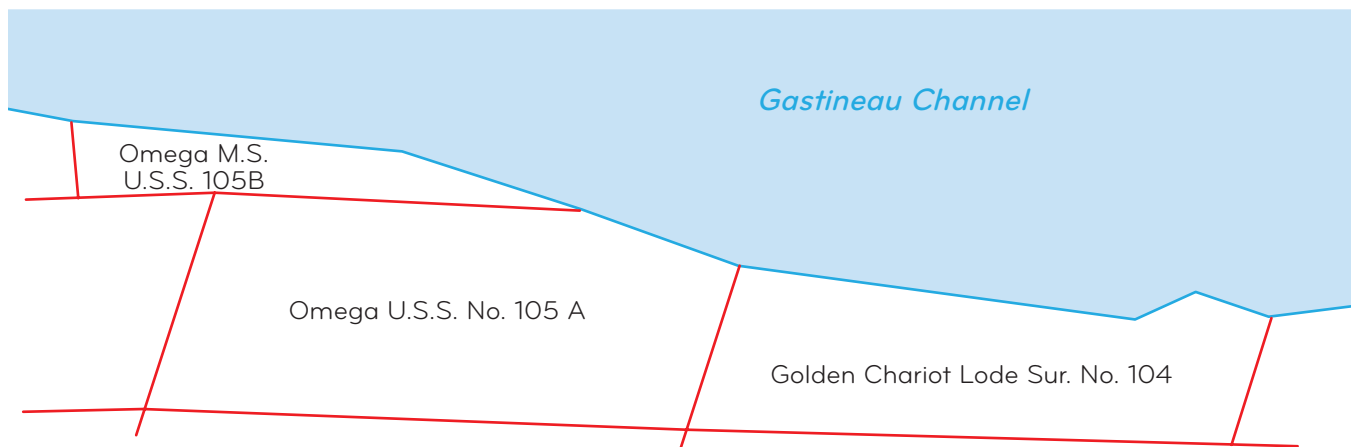 Gastineau Channel
Omega M.S.
U.S.S. 105B
Omega U.S.S. No. 105 A
Golden Chariot Lode Sur. No. 104